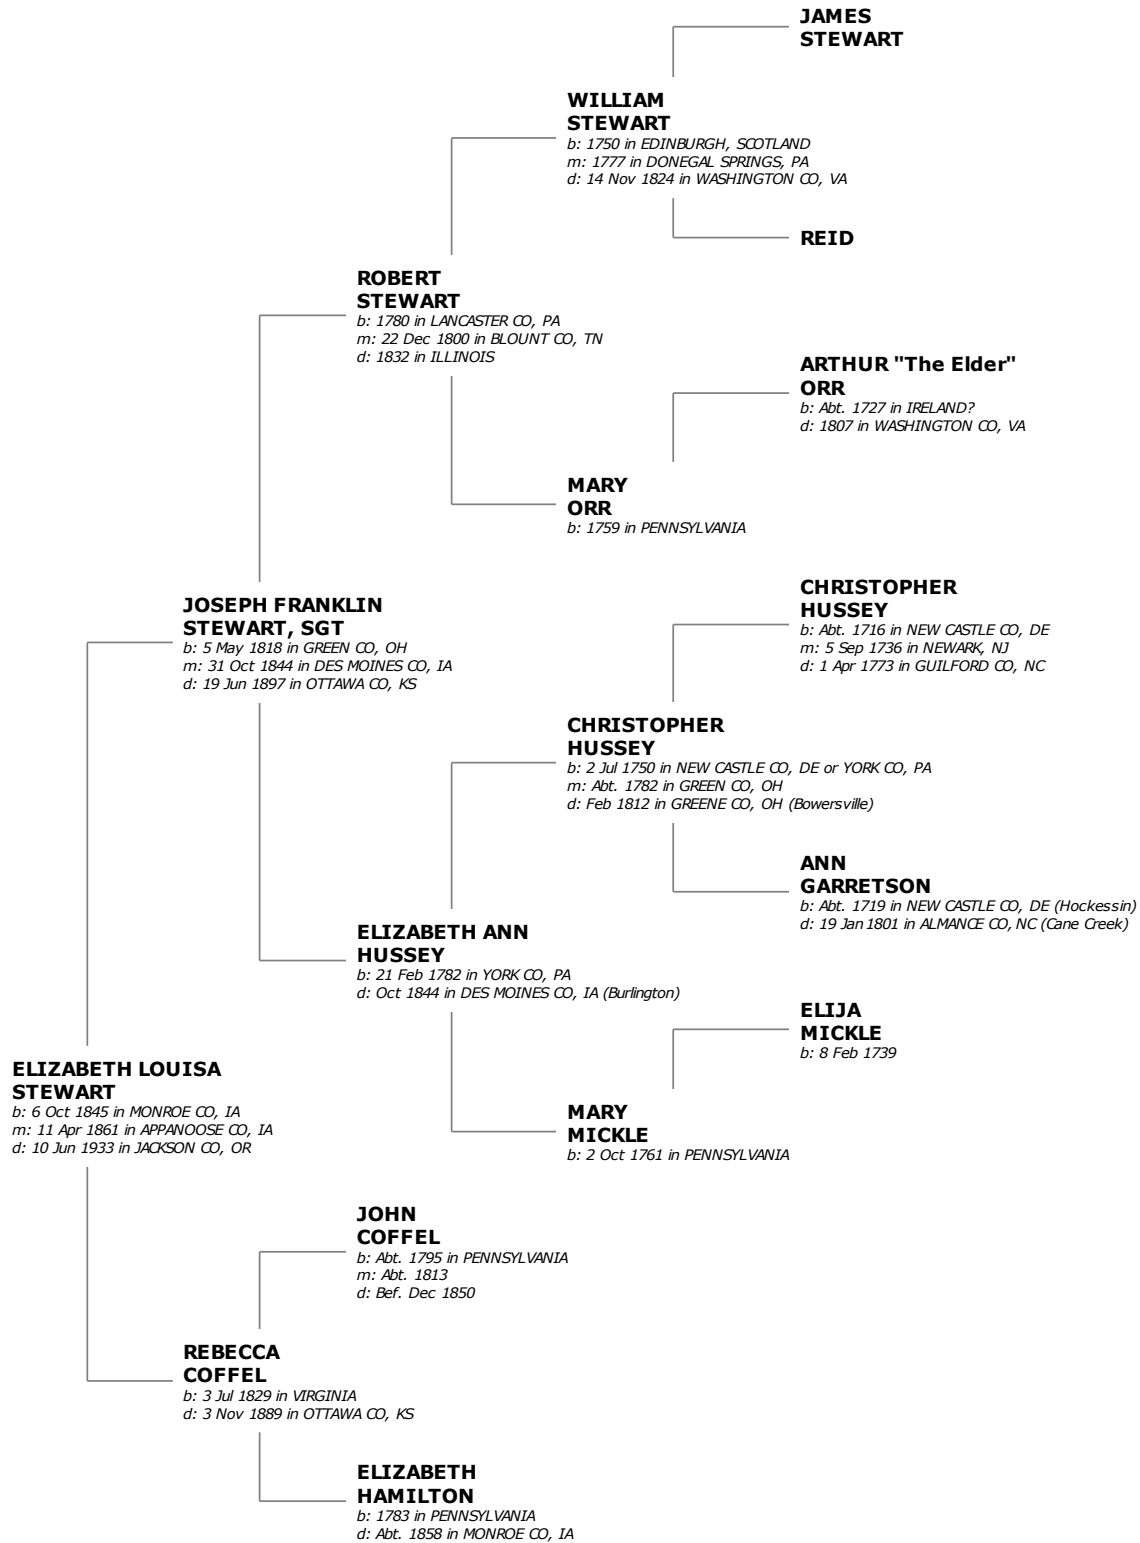 JAMES
STEWART
WILLIAM
STEWART
b: 1750 in EDINBURGH, SCOTLAND
m: 1777 in DONEGAL SPRINGS, PA
d: 14 Nov 1824 in WASHINGTON CO, VA
REID
ROBERT
STEWART
b: 1780 in LANCASTER CO, PA
m: 22 Dec 1800 in BLOUNT CO, TN
d: 1832 in ILLINOIS
ARTHUR "The Elder"
ORR
b: Abt. 1727 in IRELAND?
d: 1807 in WASHINGTON CO, VA
MARY
ORR
b: 1759 in PENNSYLVANIA
JOSEPH FRANKLIN
STEWART, SGT
b: 5 May 1818 in GREEN CO, OH
m: 31 Oct 1844 in DES MOINES CO, IA
d: 19 Jun 1897 in OTTAWA CO, KS
CHRISTOPHER
HUSSEY
b: Abt. 1716 in NEW CASTLE CO, DE
m: 5 Sep 1736 in NEWARK, NJ
d: 1 Apr 1773 in GUILFORD CO, NC
CHRISTOPHER
HUSSEY
b: 2 Jul 1750 in NEW CASTLE CO, DE or YORK CO, PA
m: Abt. 1782 in GREEN CO, OH
d: Feb 1812 in GREENE CO, OH (Bowersville)
ANN
GARRETSON
b: Abt. 1719 in NEW CASTLE CO, DE (Hockessin)
d: 19 Jan 1801 in ALMANCE CO, NC (Cane Creek)
ELIZABETH ANN
HUSSEY
b: 21 Feb 1782 in YORK CO, PA
d: Oct 1844 in DES MOINES CO, IA (Burlington)
ELIJA
MICKLE
b: 8 Feb 1739
MARY
MICKLE
b: 2 Oct 1761 in PENNSYLVANIA
ELIZABETH LOUISA
STEWART
b: 6 Oct 1845 in MONROE CO, IA
m: 11 Apr 1861 in APPANOOSE CO, IA
d: 10 Jun 1933 in JACKSON CO, OR
JOHN
COFFEL
b: Abt. 1795 in PENNSYLVANIA
m: Abt. 1813
d: Bef. Dec 1850
REBECCA
COFFEL
b: 3 Jul 1829 in VIRGINIA
d: 3 Nov 1889 in OTTAWA CO, KS
ELIZABETH
HAMILTON
b: 1783 in PENNSYLVANIA
d: Abt. 1858 in MONROE CO, IA